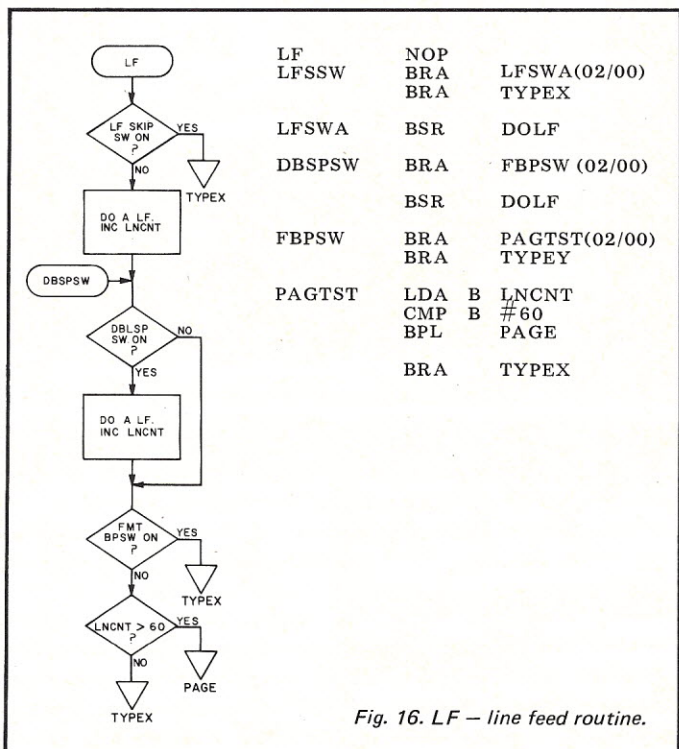 LF
LF SKIP
SW ON
?
YES
NO
TYPEX
DO A LF.
INC LNCNT
DBSPSW
DBLSP
SW. ON
?
NO
YES
DO A LF.
INC LNCNT
FMT
BPSW ON
?
YES
NO
TYPEX
LNCNT > 60
?
YES
NO
PAGE
TYPEX
LF NOP
LFSSW BRA LFSWA(02/00)
BRA TYPEX
LFSWA BSR DOLF
DBSPSW BRA FBPSW (02/00)
BSR DOLF
FBPSW BRA PAGTST(02/00)
BRA TYPEY
PAGTST LDA B LNCNT
CMP B #60
BPL PAGE
BRA TYPEX
Fig. 16. LF – line feed routine.